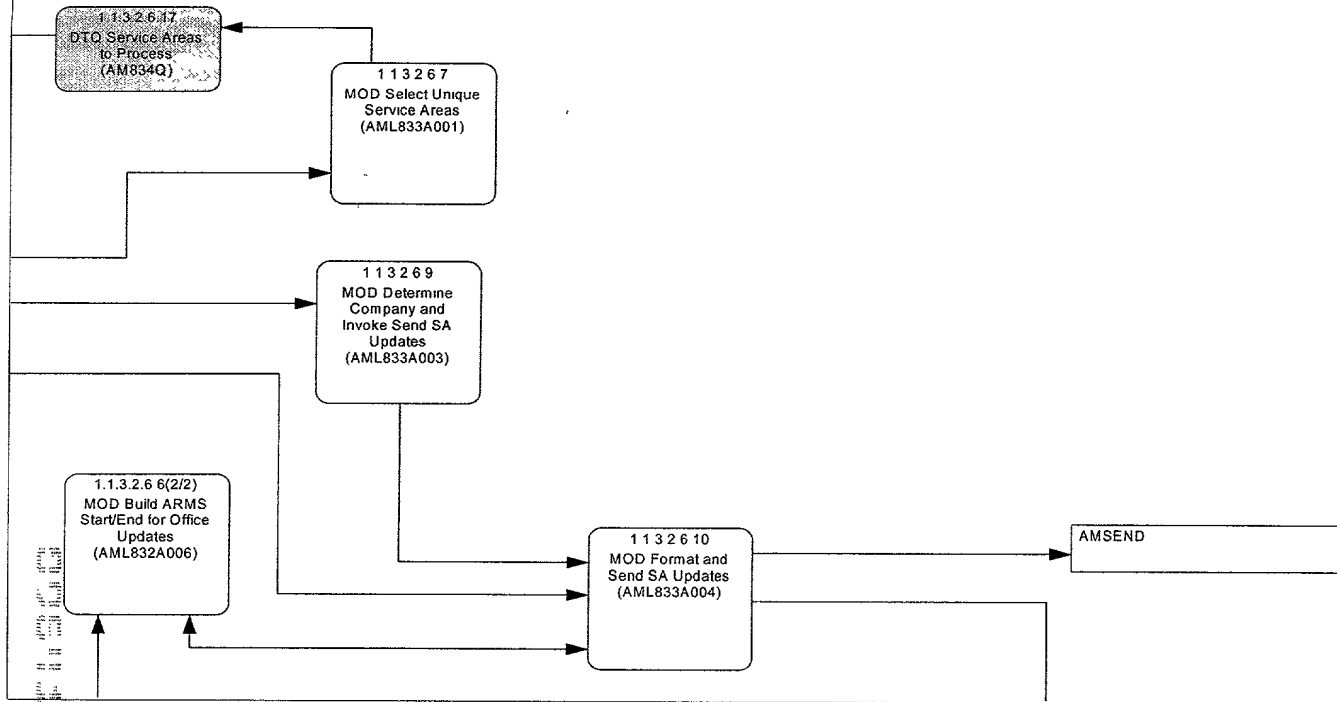 1.1.3.2.6.17
DTQ Service Areas
to Process
(AM834Q)
1 1 3 2 6 7
MOD Select Unique
Service Areas
(AML833A001)
1 1 3 2 6 9
MOD Determine
Company and
Invoke Send SA
Updates
(AML833A003)
1.1.3.2.6 6(2/2)
MOD Build ARMS
Start/End for Office
Updates
(AML832A006)
1 1 3 2 6 10
MOD Format and
Send SA Updates
(AML833A004)
AMSEND